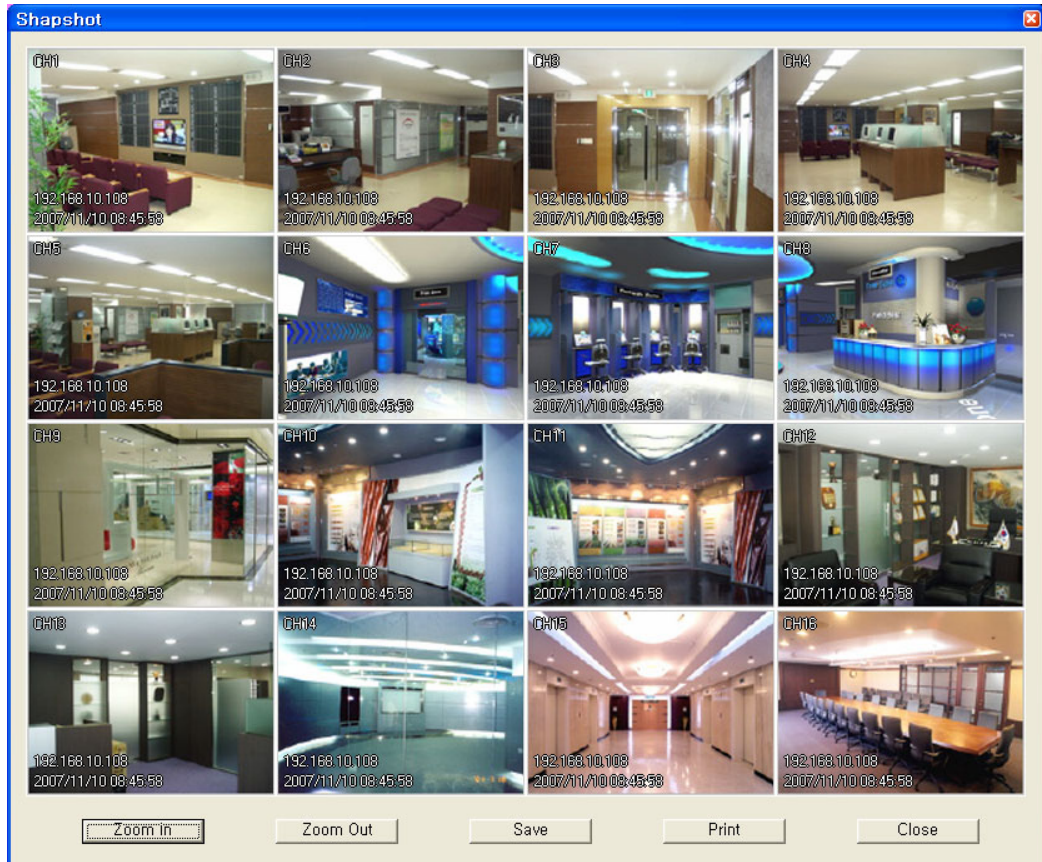 Shapshot
CH1
192.168.10.108
2007/11/10 08:45:58
CH2
192.168.10.108
2007/11/10 08:45:58
CH3
192.168.10.108
2007/11/10 08:45:58
CH4
192.168.10.108
2007/11/10 08:45:58
CH5
192.168.10.108
2007/11/10 08:45:58
CH6
192.168.10.108
2007/11/10 08:45:58
CH7
192.168.10.108
2007/11/10 08:45:58
CH8
192.168.10.108
2007/11/10 08:45:58
CH9
192.168.10.108
2007/11/10 08:45:58
CH10
192.168.10.108
2007/11/10 08:45:58
CH11
192.168.10.108
2007/11/10 08:45:58
CH12
192.168.10.108
2007/11/10 08:45:58
CH13
192.168.10.108
2007/11/10 08:45:58
CH14
192.168.10.108
2007/11/10 08:45:58
CH15
192.168.10.108
2007/11/10 08:45:58
CH16
192.168.10.108
2007/11/10 08:45:58
Zoom In
Zoom Out
Save
Print
Close